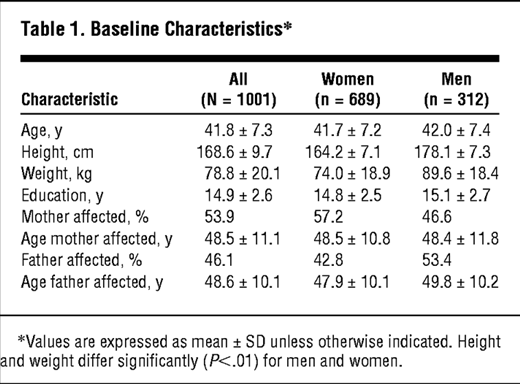 Table 1. Baseline Characteristics*
All Women Men
Characteristic (N = 1001) (n = 689) (n = 312)
Age, y 41.8 ± 7.3 41.7 ± 7.2 42.0 ± 7.4
Height, cm 168.6 ± 9.7 164.2 ± 7.1 178.1 ± 7.3
Weight, kg 78.8 ± 20.1 74.0 ± 18.9 89.6 ± 18.4
Education, y 14.9 ± 2.6 14.8 ± 2.5 15.1 ± 2.7
Mother affected, % 53.9 57.2 46.6
Age mother affected, y 48.5 ± 11.1 48.5 ± 10.8 48.4 ± 11.8
Father affected, % 46.1 42.8 53.4
Age father affected, y 48.6 ± 10.1 47.9 ± 10.1 49.8 ± 10.2
*Values are expressed as mean ± SD unless otherwise indicated. Height
and weight differ significantly (P<.01) for men and women.